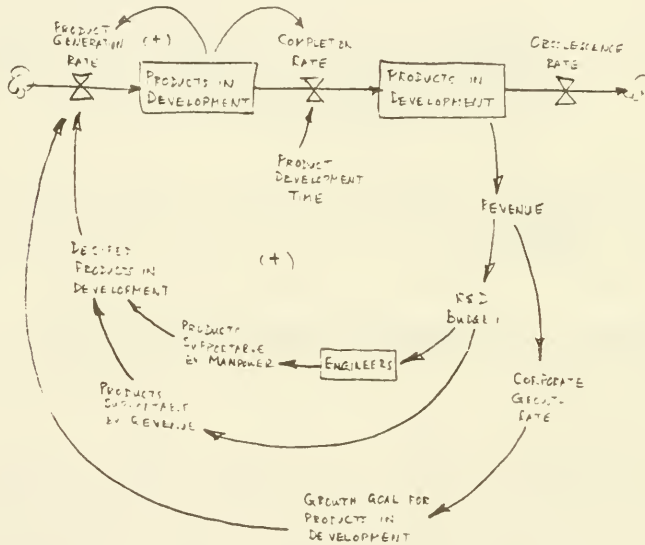 PRODUCT
GENERATION
RATE
(+)
COMPLETION
RATE
OBSOLESCENCE
RATE
PRODUCTS IN
DEVELOPMENT
PRODUCTS IN
DEVELOPMENT
PRODUCT
DEVELOPMENT
TIME
REVENUE
(+)
DESIRED
PRODUCTS IN
DEVELOPMENT
R&D
BUDGET
PRODUCTS
SUPPORTABLE
BY MANPOWER
ENGINEERS
PRODUCTS
SUPPORTABLE
BY REVENUE
CORPORATE
GROWTH
RATE
GROWTH GOAL FOR
PRODUCTS IN
DEVELOPMENT